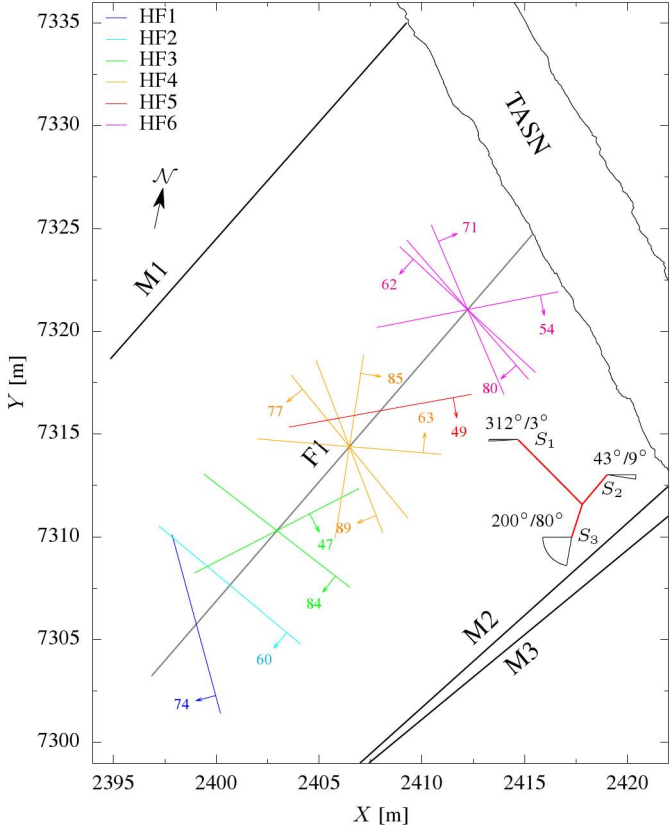 HF1
HF2
HF3
HF4
HF5
HF6
N
TASN
M1
71
62
54
80
85
77
63
49
F1
89
47
84
60
74
312°/3°
S₁
43°/9°
S₂
200°/80°
S₃
M2
M3
7335
7330
7325
7320
7315
7310
7305
7300
Y [m]
2395 2400 2405 2410 2415 2420
X [m]